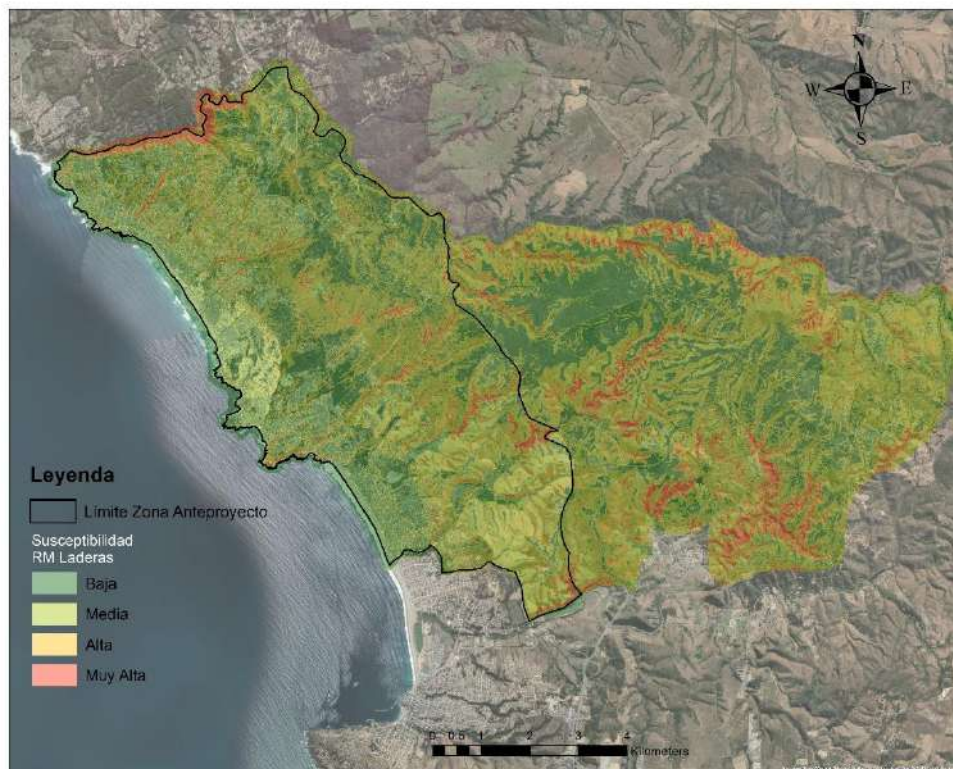 N
W E
S
Leyenda
Límite Zona Anteproyecto
Susceptibilidad
RM Laderas
Baja
Media
Alta
Muy Alta
0 0.5 1 2 3 4
Kilometers